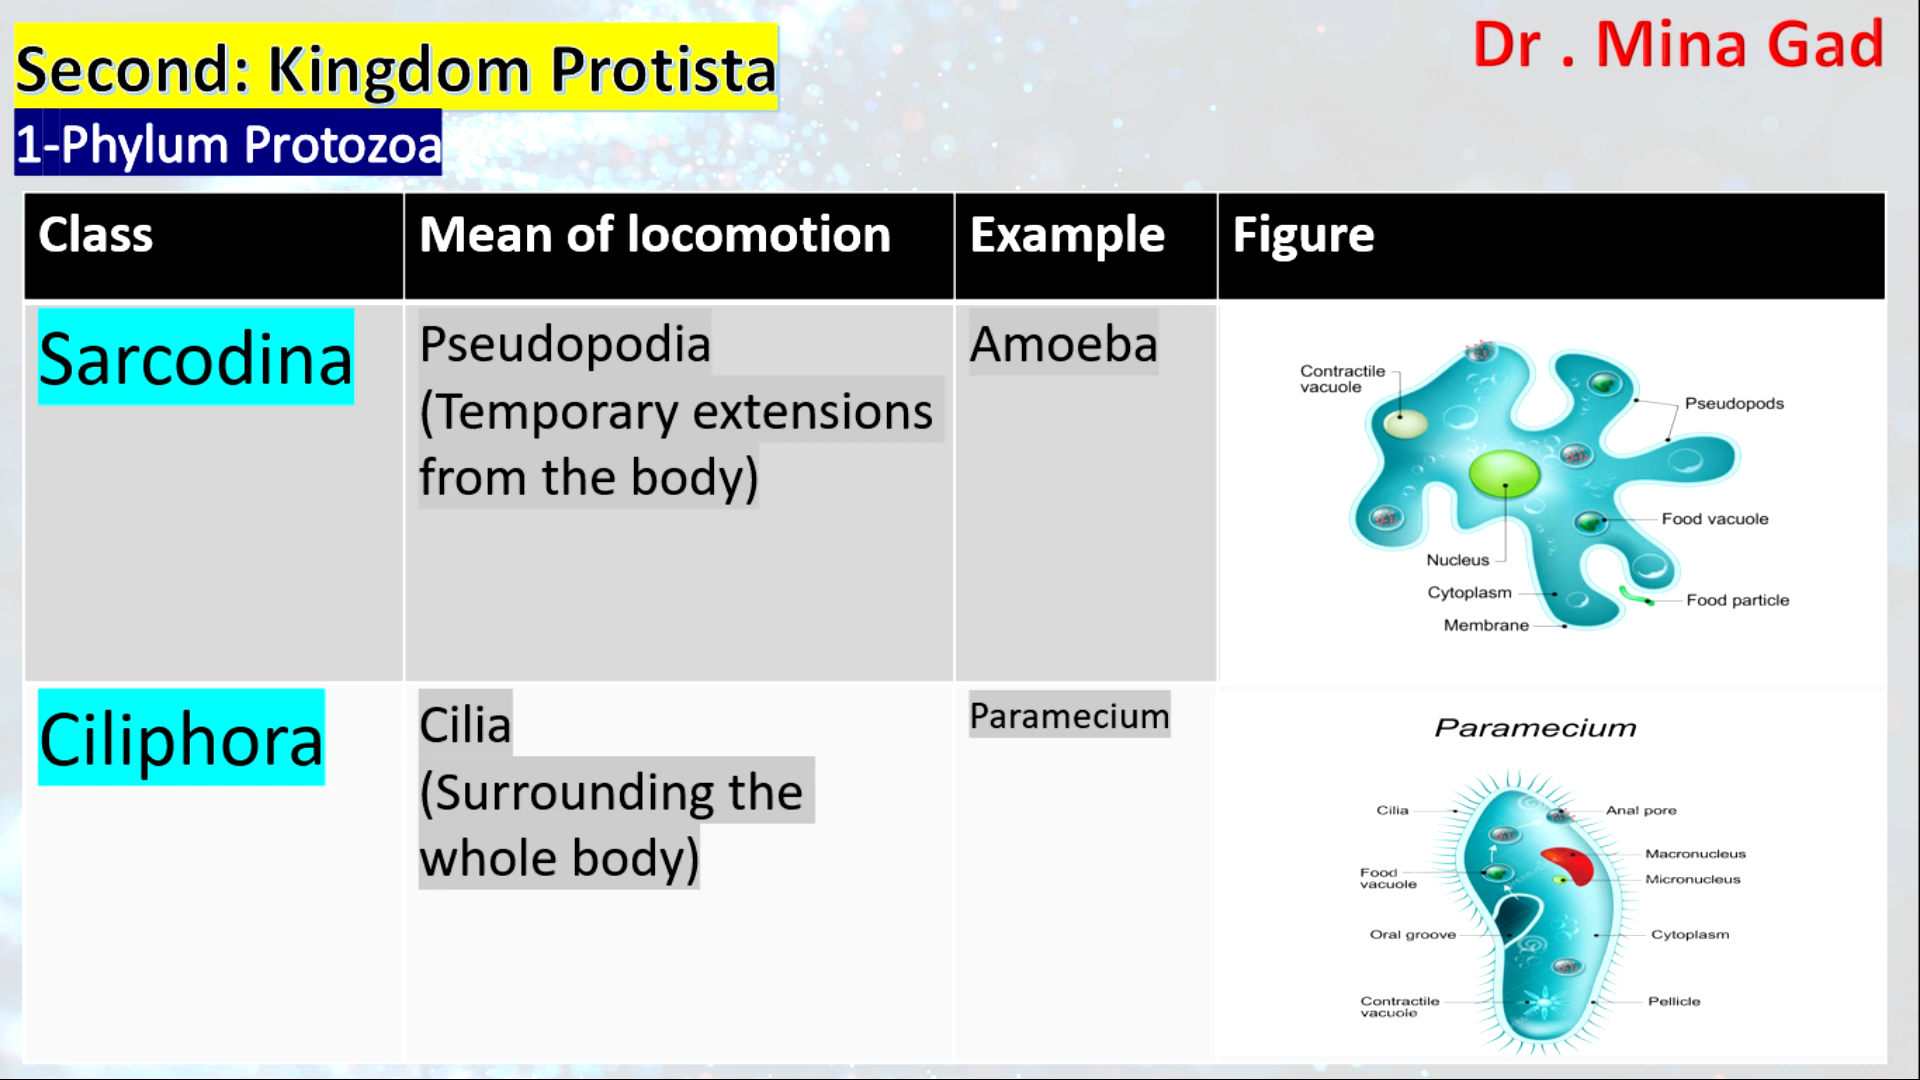 Second: Kingdom Protista
Dr . Mina Gad
1-Phylum Protozoa
Class
Mean of locomotion
Example
Figure
Sarcodina
Pseudopodia
(Temporary extensions
from the body)
Amoeba
Contractile
vacuole
Pseudopods
Food vacuole
Nucleus
Cytoplasm
Food particle
Membrane
Ciliphora
Cilia
(Surrounding the
whole body)
Paramecium
Paramecium
Cilia
Anal pore
Macronucleus
Food
vacuole
Micronucleus
Oral groove
Cytoplasm
Contractile
vacuole
Pellicle